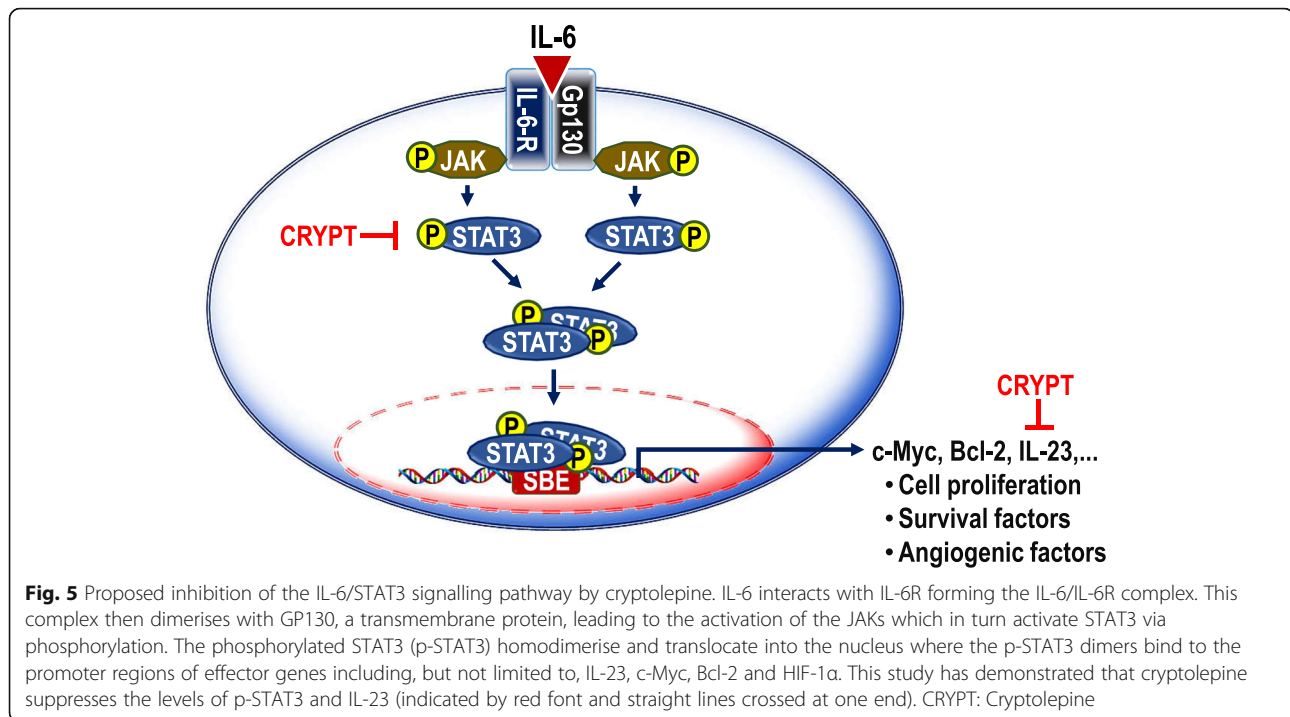 IL-6
IL-6-R
Gp130
P JAK
JAK P
CRYPT
P STAT3
STAT3 P
P
STAT3
STAT3 P
P
STAT3
STAT3
P
SBE
CRYPT
c-Myc, Bcl-2, IL-23,...
• Cell proliferation
• Survival factors
• Angiogenic factors
Fig. 5 Proposed inhibition of the IL-6/STAT3 signalling pathway by cryptolepine. IL-6 interacts with IL-6R forming the IL-6/IL-6R complex. This
complex then dimerises with GP130, a transmembrane protein, leading to the activation of the JAKs which in turn activate STAT3 via
phosphorylation. The phosphorylated STAT3 (p-STAT3) homodimerise and translocate into the nucleus where the p-STAT3 dimers bind to the
promoter regions of effector genes including, but not limited to, IL-23, c-Myc, Bcl-2 and HIF-1α. This study has demonstrated that cryptolepine
suppresses the levels of p-STAT3 and IL-23 (indicated by red font and straight lines crossed at one end). CRYPT: Cryptolepine